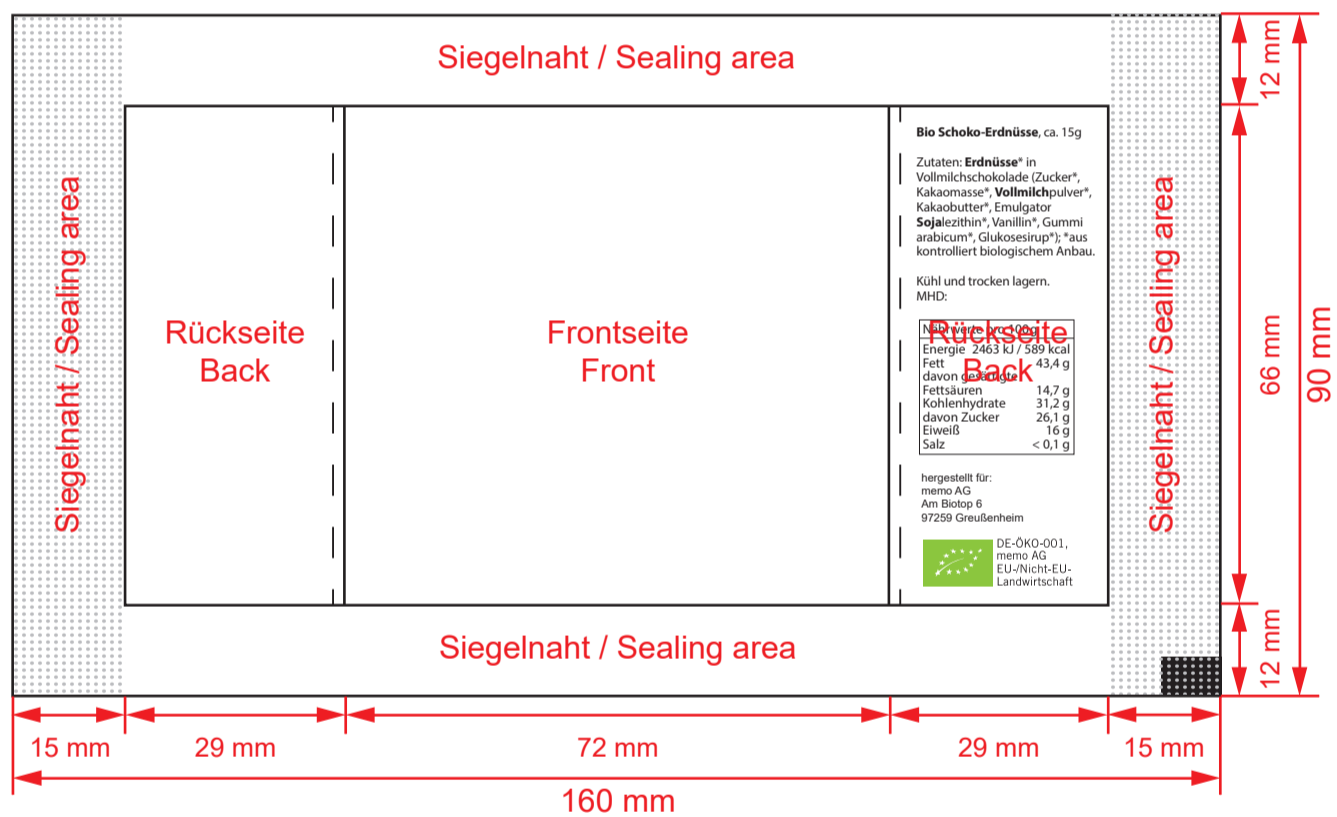 Siegelnaht / Sealing area
12 mm
Siegelnaht / Sealing area
Rückseite
Back
Frontseite
Front
Bio Schoko-Erdnüsse, ca. 15g
Zutaten: Erdnüsse* in
Vollmilchschokolade (Zucker*,
Kakaomasse*, Vollmilchpulver*,
Kakaobutter*, Emulgator
Sojalezithin*, Vanillin*, Gummi
arabicum*, Glukosesirup*); *aus
kontrolliert biologischem Anbau.
Kühl und trocken lagern.
MHD:
Nährwerte pro 100g
Rückseite
Back
Energie 2463 kJ / 589 kcal
Fett 43,4 g
davon gesättigte
Fettsäuren 14,7 g
Kohlenhydrate 31,2 g
davon Zucker 26,1 g
Eiweiß 16 g
Salz < 0,1 g
hergestellt für:
memo AG
Am Biotop 6
97259 Greußenheim
DE-ÖKO-001,
memo AG
EU-/Nicht-EU-
Landwirtschaft
Siegelnaht / Sealing area
66 mm
90 mm
Siegelnaht / Sealing area
12 mm
15 mm
29 mm
72 mm
29 mm
15 mm
160 mm